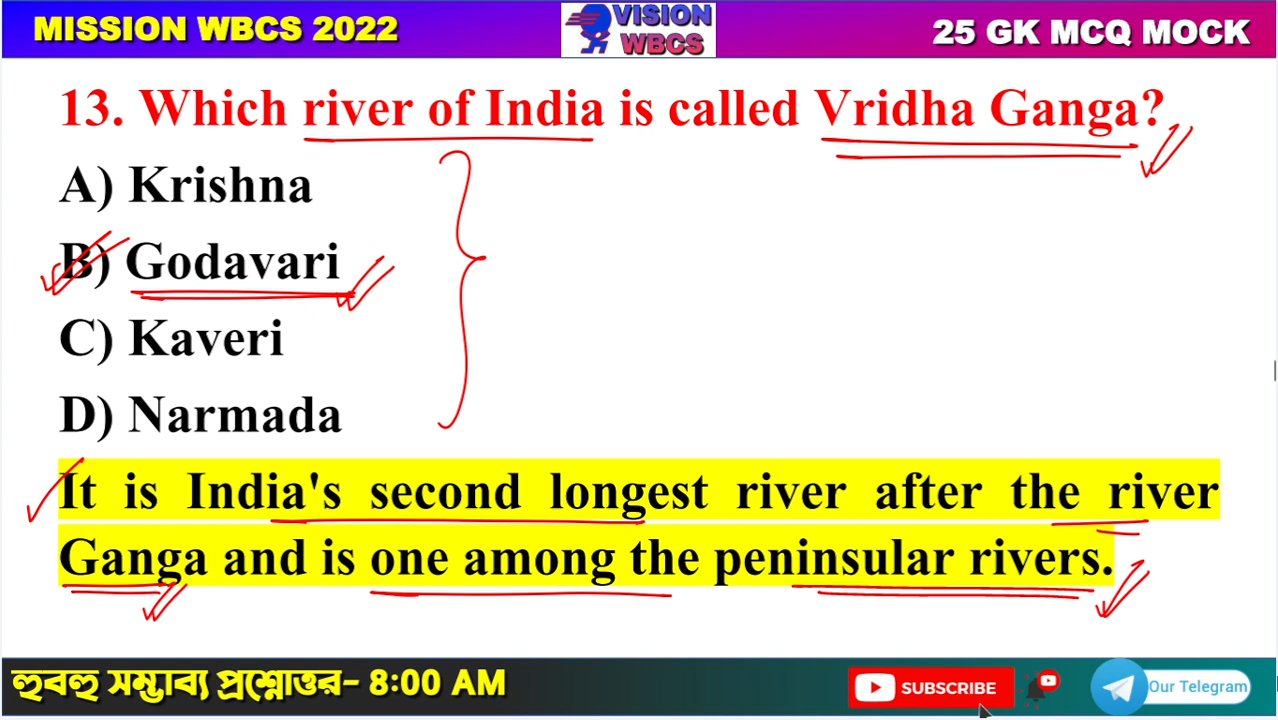 MISSION WBCS 2022
VISION
WBCS
25 GK MCQ MOCK
13. Which river of India is called Vridha Ganga?
A) Krishna
B) Godavari
C) Kaveri
D) Narmada
It is India's second longest river after the river
Ganga and is one among the peninsular rivers.
হুবহু সম্ভাব্য প্রশ্নোত্তর- 8:00 AM
SUBSCRIBE
Our Telegram